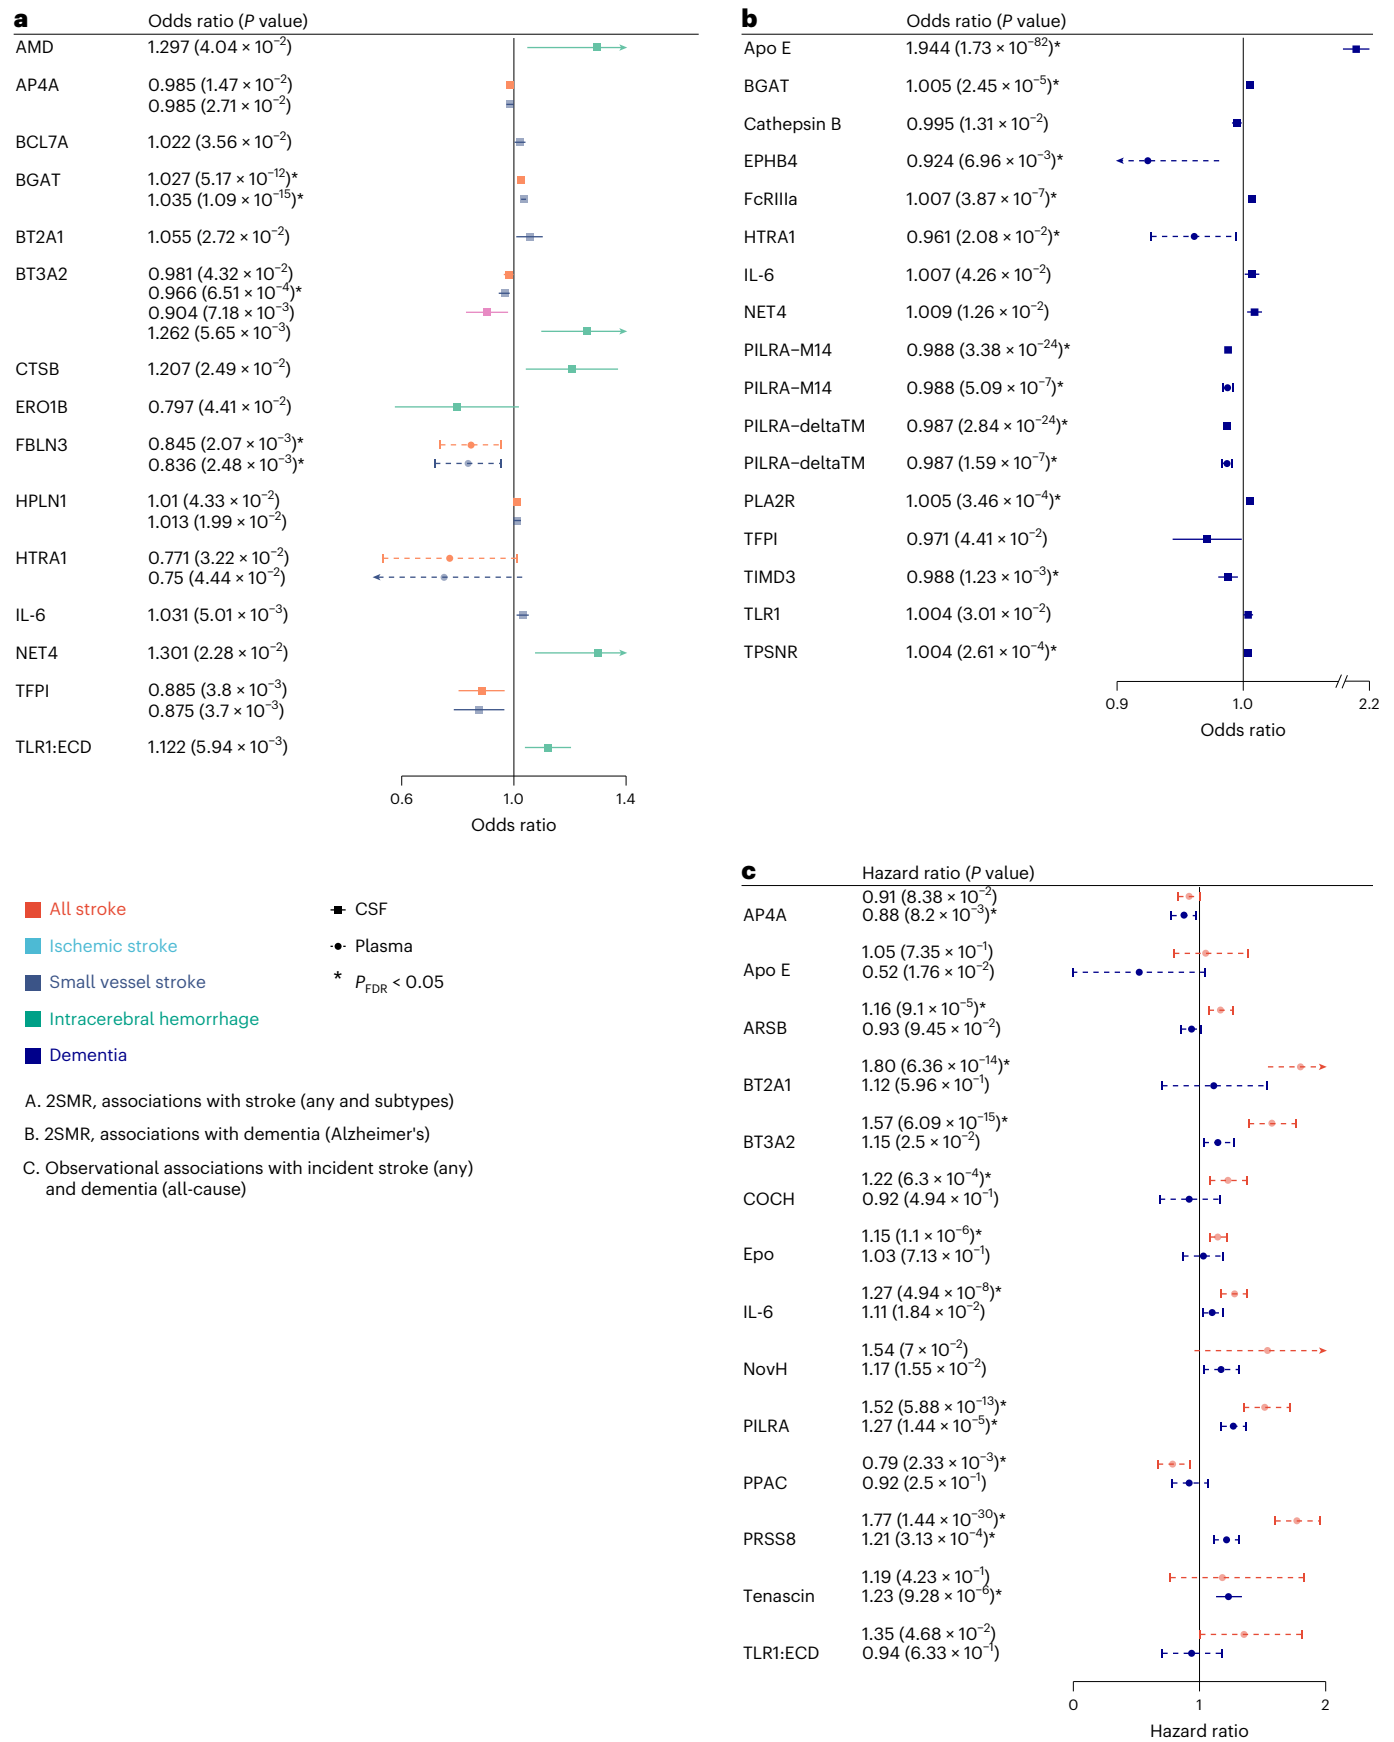 a
Odds ratio (P value)
AMD 1.297 (4.04 × 10⁻²)
AP4A 0.985 (1.47 × 10⁻²)
0.985 (2.71 × 10⁻²)
BCL7A 1.022 (3.56 × 10⁻²)
BGAT 1.027 (5.17 × 10⁻¹²)*
1.035 (1.09 × 10⁻¹⁵)*
BT2A1 1.055 (2.72 × 10⁻²)
BT3A2 0.981 (4.32 × 10⁻²)
0.966 (6.51 × 10⁻⁴)*
0.904 (7.18 × 10⁻³)
1.262 (5.65 × 10⁻³)
CTSB 1.207 (2.49 × 10⁻²)
ERO1B 0.797 (4.41 × 10⁻²)
FBLN3 0.845 (2.07 × 10⁻³)*
0.836 (2.48 × 10⁻³)*
HPLN1 1.01 (4.33 × 10⁻²)
1.013 (1.99 × 10⁻²)
HTRA1 0.771 (3.22 × 10⁻²)
0.75 (4.44 × 10⁻²)
IL-6 1.031 (5.01 × 10⁻³)
NET4 1.301 (2.28 × 10⁻²)
TFPI 0.885 (3.8 × 10⁻³)
0.875 (3.7 × 10⁻³)
TLR1:ECD 1.122 (5.94 × 10⁻³)
0.6 1.0 1.4
Odds ratio
b
Odds ratio (P value)
Apo E 1.944 (1.73 × 10⁻⁸²)*
BGAT 1.005 (2.45 × 10⁻⁵)*
Cathepsin B 0.995 (1.31 × 10⁻²)
EPHB4 0.924 (6.96 × 10⁻³)*
FcRIIIa 1.007 (3.87 × 10⁻⁷)*
HTRA1 0.961 (2.08 × 10⁻²)*
IL-6 1.007 (4.26 × 10⁻²)
NET4 1.009 (1.26 × 10⁻²)
PILRA−M14 0.988 (3.38 × 10⁻²⁴)*
PILRA−M14 0.988 (5.09 × 10⁻⁷)*
PILRA−deltaTM 0.987 (2.84 × 10⁻²⁴)*
PILRA−deltaTM 0.987 (1.59 × 10⁻⁷)*
PLA2R 1.005 (3.46 × 10⁻⁴)*
TFPI 0.971 (4.41 × 10⁻²)
TIMD3 0.988 (1.23 × 10⁻³)*
TLR1 1.004 (3.01 × 10⁻²)
TPSNR 1.004 (2.61 × 10⁻⁴)*
0.9 1.0 2.2
Odds ratio
All stroke
Ischemic stroke
Small vessel stroke
Intracerebral hemorrhage
Dementia
CSF
Plasma
* P FDR < 0.05
A. 2SMR, associations with stroke (any and subtypes)
B. 2SMR, associations with dementia (Alzheimer's)
C. Observational associations with incident stroke (any)
and dementia (all-cause)
c
Hazard ratio (P value)
0.91 (8.38 × 10⁻²)
AP4A 0.88 (8.2 × 10⁻³)*
1.05 (7.35 × 10⁻¹)
Apo E 0.52 (1.76 × 10⁻²)
1.16 (9.1 × 10⁻⁵)*
ARSB 0.93 (9.45 × 10⁻²)
1.80 (6.36 × 10⁻¹⁴)*
BT2A1 1.12 (5.96 × 10⁻¹)
1.57 (6.09 × 10⁻¹⁵)*
BT3A2 1.15 (2.5 × 10⁻²)
1.22 (6.3 × 10⁻⁴)*
COCH 0.92 (4.94 × 10⁻¹)
1.15 (1.1 × 10⁻⁶)*
Epo 1.03 (7.13 × 10⁻¹)
1.27 (4.94 × 10⁻⁸)*
IL-6 1.11 (1.84 × 10⁻²)
1.54 (7 × 10⁻²)
NovH 1.17 (1.55 × 10⁻²)
1.52 (5.88 × 10⁻¹³)*
PILRA 1.27 (1.44 × 10⁻⁵)*
0.79 (2.33 × 10⁻³)*
PPAC 0.92 (2.5 × 10⁻¹)
1.77 (1.44 × 10⁻³⁰)*
PRSS8 1.21 (3.13 × 10⁻⁴)*
1.19 (4.23 × 10⁻¹)
Tenascin 1.23 (9.28 × 10⁻⁶)*
1.35 (4.68 × 10⁻²)
TLR1:ECD 0.94 (6.33 × 10⁻¹)
0 1 2
Hazard ratio